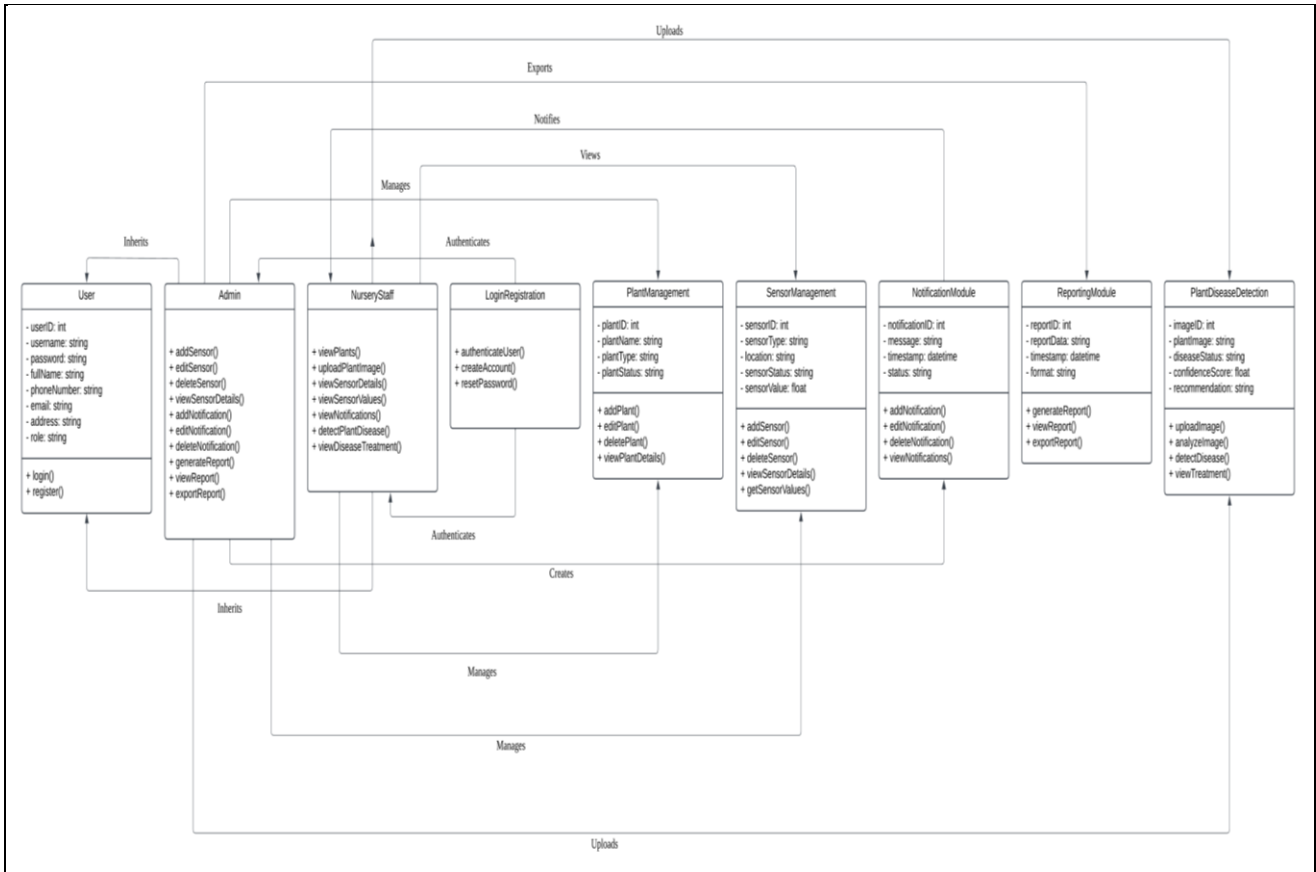 Uploads
Exports
Notifies
Views
Manages
Inherits
Authenticates
User
- userID: int
- username: string
- password: string
- fullName: string
- phoneNumber: string
- email: string
- address: string
- role: string
+ login()
+ register()
Admin
+ addSensor()
+ editSensor()
+ deleteSensor()
+ viewSensorDetails()
+ addNotification()
+ editNotification()
+ deleteNotification()
+ generateReport()
+ viewReport()
+ exportReport()
NurseryStaff
+ viewPlants()
+ uploadPlantImage()
+ viewSensorDetails()
+ viewSensorValues()
+ viewNotifications()
+ detectPlantDisease()
+ viewDiseaseTreatment()
LoginRegistration
+ authenticateUser()
+ createAccount()
+ resetPassword()
PlantManagement
- plantID: int
- plantName: string
- plantType: string
- plantStatus: string
+ addPlant()
+ editPlant()
+ deletePlant()
+ viewPlantDetails()
SensorManagement
- sensorID: int
- sensorType: string
- location: string
- sensorStatus: string
- sensorValue: float
+ addSensor()
+ editSensor()
+ deleteSensor()
+ viewSensorDetails()
+ getSensorValues()
NotificationModule
- notificationID: int
- message: string
- timestamp: datetime
- status: string
+ addNotification()
+ editNotification()
+ deleteNotification()
+ viewNotifications()
ReportingModule
- reportID: int
- reportData: string
- timestamp: datetime
- format: string
+ generateReport()
+ viewReport()
+ exportReport()
PlantDiseaseDetection
- imageID: int
- plantImage: string
- diseaseStatus: string
- confidenceScore: float
- recommendation: string
+ uploadImage()
+ analyzeImage()
+ detectDisease()
+ viewTreatment()
Authenticates
Creates
Inherits
Manages
Manages
Uploads